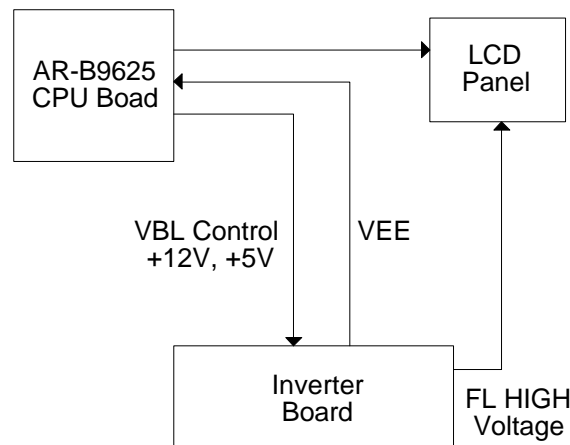 AR-B9625
CPU Boad
LCD
Panel
VBL Control
+12V, +5V
VEE
Inverter
Board
FL HIGH
Voltage